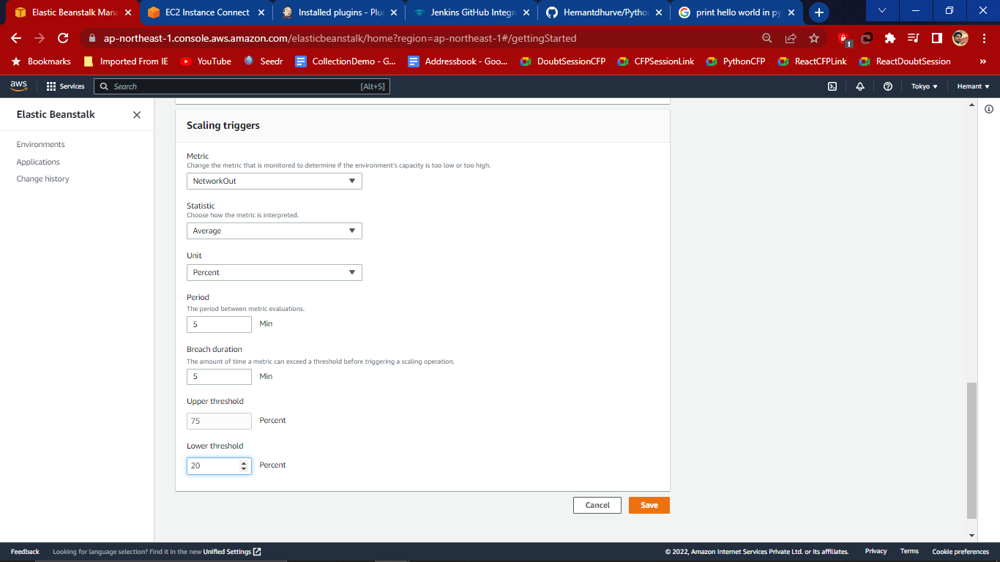 Elastic Beanstalk Mana
EC2 Instance Connect
Installed plugins - Plu
Jenkins GitHub Integra
Hemantdhurve/Pytho
print hello world in py
ap-northeast-1.console.aws.amazon.com/elasticbeanstalk/home?region=ap-northeast-1#/gettingStarted
1
Bookmarks
Imported From IE
YouTube
Seedr
CollectionDemo - G...
Addressbook - Goo...
DoubtSessionCFP
CFPSessionLink
PythonCFP
ReactCFPLink
ReactDoubtSession
»
aws
Services
Search
[Alt+S]
Tokyo
Hemant
Elastic Beanstalk
Environments
Applications
Change history
Scaling triggers
Metric
Change the metric that is monitored to determine if the environment's capacity is too low or too high.
NetworkOut
Statistic
Choose how the metric is interpreted.
Average
Unit
Percent
Period
The period between metric evaluations.
5 Min
Breach duration
The amount of time a metric can exceed a threshold before triggering a scaling operation.
5 Min
Upper threshold
75 Percent
Lower threshold
20 Percent
Cancel
Save
Feedback
Looking for language selection? Find it in the new Unified Settings
© 2022, Amazon Internet Services Private Ltd. or its affiliates.
Privacy
Terms
Cookie preferences